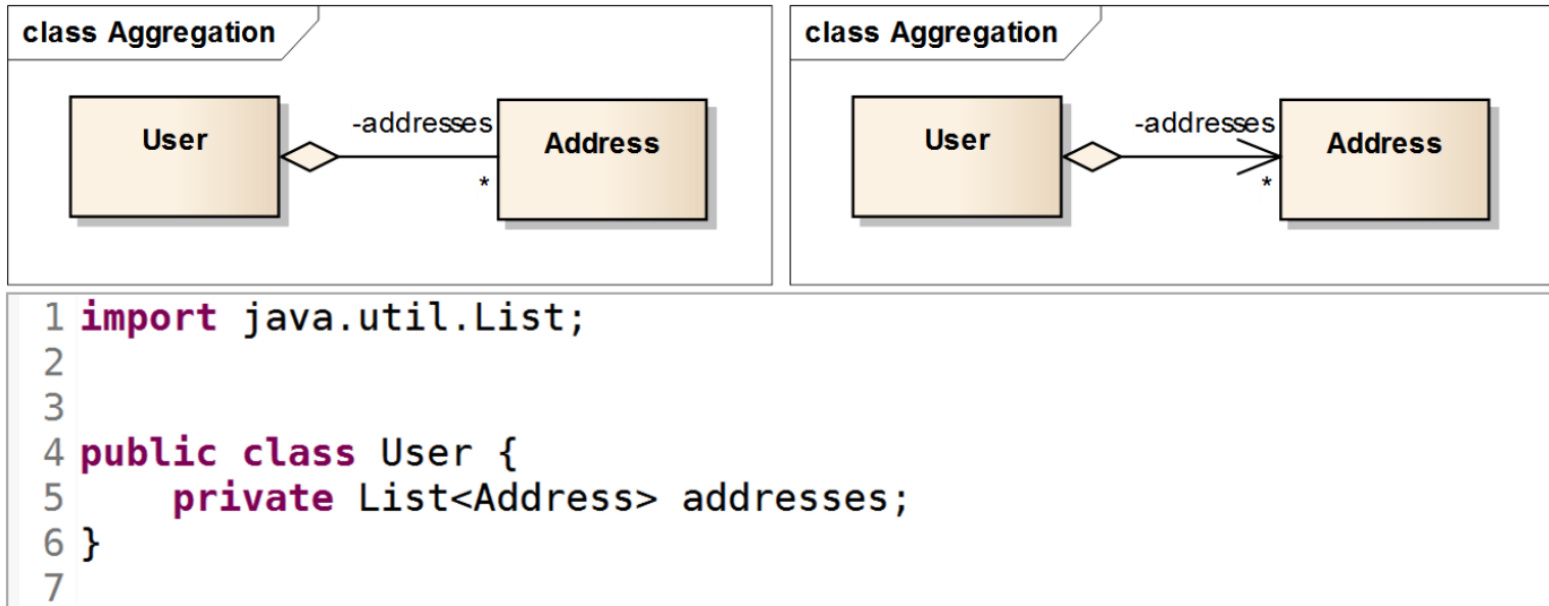 class Aggregation
User
-addresses
Address
*
class Aggregation
User
-addresses
Address
*
1 import java.util.List;
2
3
4 public class User {
5     private List<Address> addresses;
6 }
7